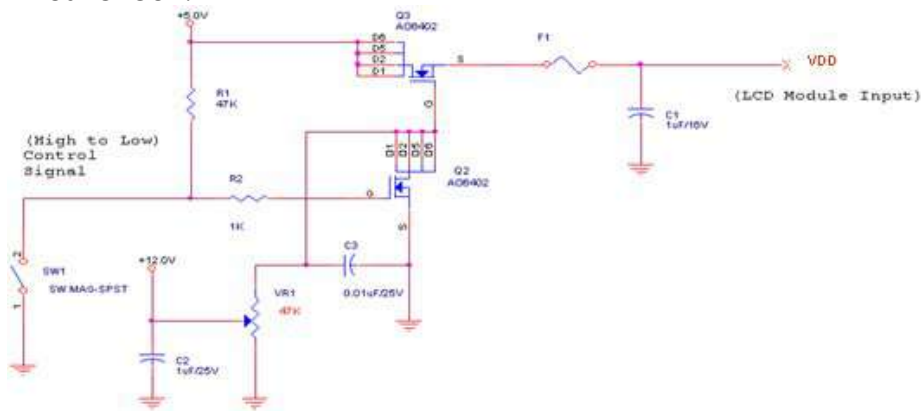 +5.0V
Q3
AO6402
D6
D5
D2
D1
S
G
F1
VDD
(LCD Module Input)
R1
47K
C1
1uF/16V
(High to Low)
Control
Signal
D1
D2
D5
D6
Q2
AO6402
R2
1K
G
S
2
SW1
SW MAG-SPST
1
+12.0V
C3
0.01uF/25V
VR1
47K
C2
1uF/25V